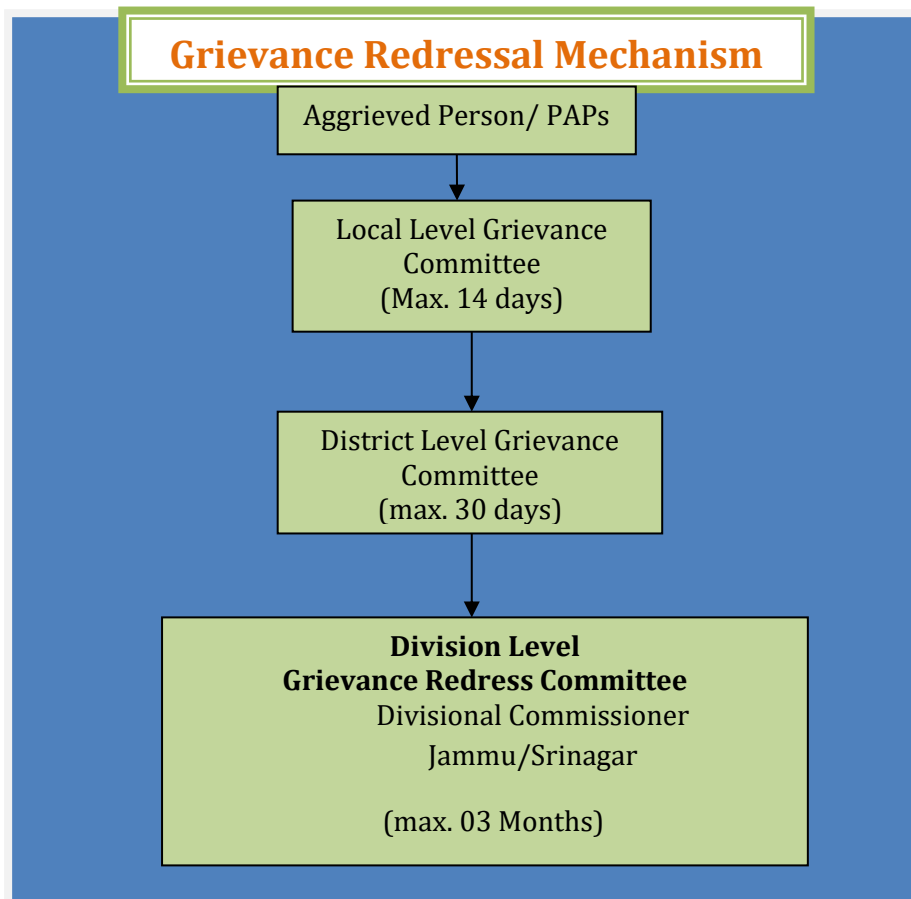 Grievance Redressal Mechanism
Aggrieved Person/ PAPs
Local Level Grievance
Committee
(Max. 14 days)
District Level Grievance
Committee
(max. 30 days)
Division Level
Grievance Redress Committee
Divisional Commissioner
Jammu/Srinagar
(max. 03 Months)